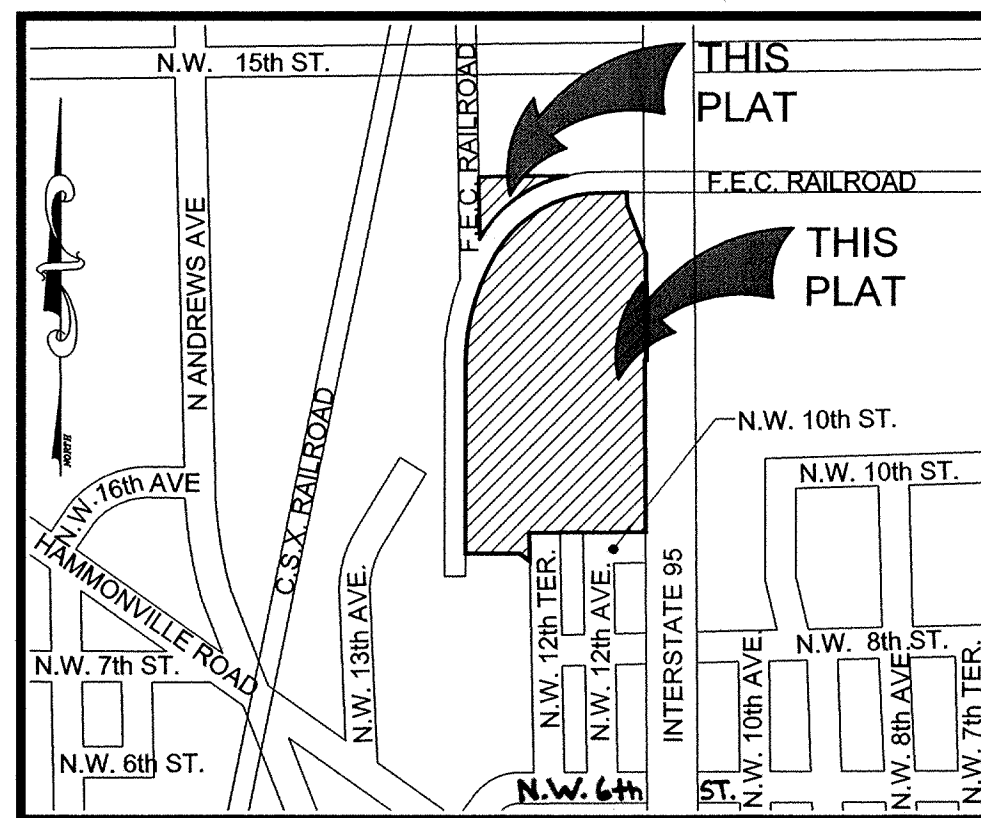 N.W. 15th ST.
THIS
PLAT
F.E.C. RAILROAD
F.E.C. RAILROAD
N ANDREWS AVE
THIS
PLAT
C.S.X. RAILROAD
N.W. 10th ST.
N.W. 10th ST.
N.W. 16th AVE
HAMMONVILLE ROAD
N.W. 13th AVE.
N.W. 12th TER.
N.W. 12th AVE.
INTERSTATE 95
N.W. 8th ST.
N.W. 7th ST.
N.W. 10th AVE.
N.W. 8th AVE
N.W. 7th TER.
N.W. 6th ST.
N.W. 6th ST.